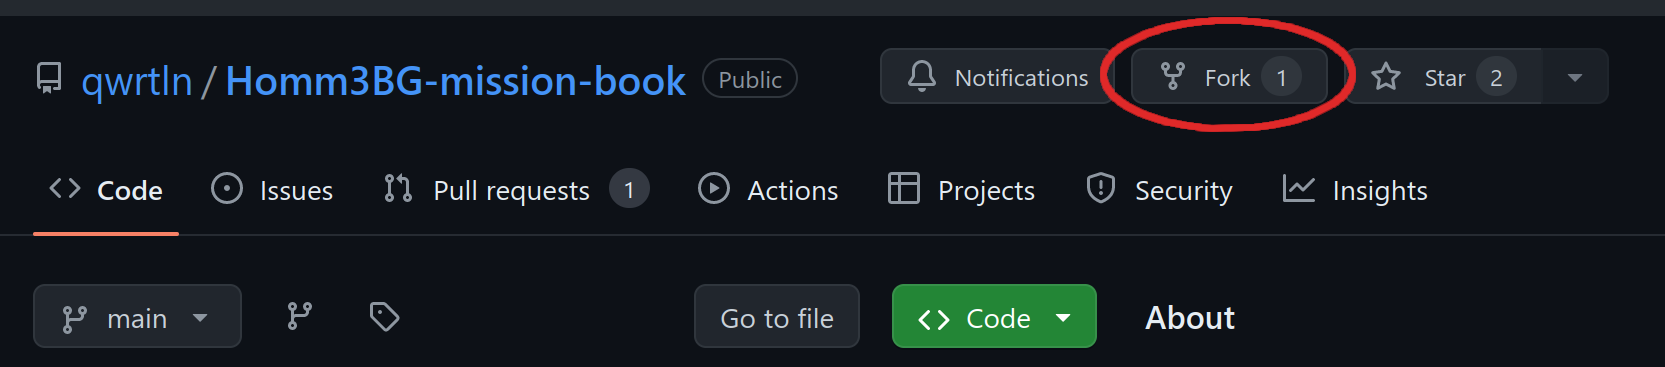 qwrtln / Homm3BG-mission-book Public Notifications Fork 1 Star 2
Code Issues Pull requests 1 Actions Projects Security Insights
main Go to file Code About